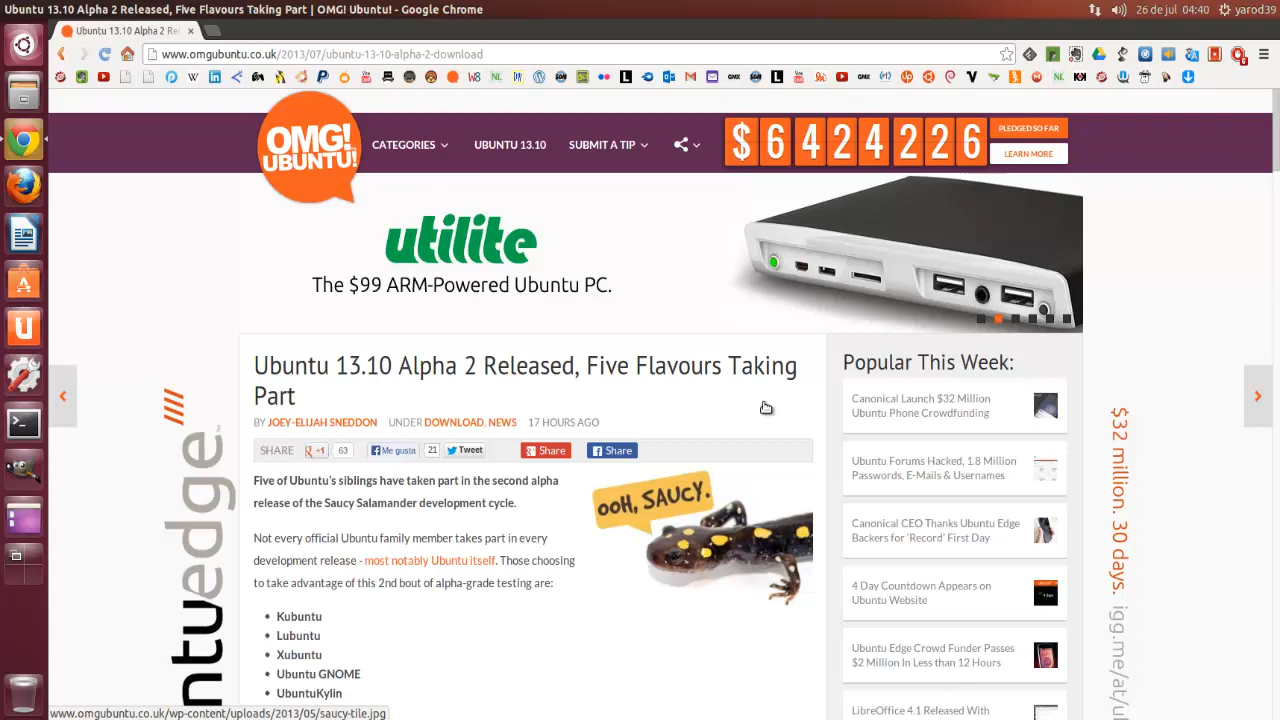 Ubuntu 13.10 Alpha 2 Released, Five Flavours Taking Part | OMG! Ubuntu! - Google Chrome
26 de jul 04:40
yarod39
Ubuntu 13.10 Alpha 2 Re
www.omgubuntu.co.uk/2013/07/ubuntu-13-10-alpha-2-download
OMG!
UBUNTU!
CATEGORIES
UBUNTU 13.10
SUBMIT A TIP
$6424226
PLEDGED SO FAR
LEARN MORE
utilite
The $99 ARM-Powered Ubuntu PC.
Ubuntu 13.10 Alpha 2 Released, Five Flavours Taking
Part
BY JOEY-ELIJAH SNEDDON UNDER DOWNLOAD, NEWS 17 HOURS AGO
SHARE +1 63 Me gusta 21 Tweet Share Share
Five of Ubuntu's siblings have taken part in the second alpha
release of the Saucy Salamander development cycle.
OOH, SAUCY.
Not every official Ubuntu family member takes part in every
development release - most notably Ubuntu itself. Those choosing
to take advantage of this 2nd bout of alpha-grade testing are:
• Kubuntu
• Lubuntu
• Xubuntu
• Ubuntu GNOME
• UbuntuKylin
Popular This Week:
Canonical Launch $32 Million
Ubuntu Phone Crowdfunding
Ubuntu Forums Hacked, 1.8 Million
Passwords, E-Mails & Usernames
Canonical CEO Thanks Ubuntu Edge
Backers for 'Record' First Day
4 Day Countdown Appears on
Ubuntu Website
Ubuntu Edge Crowd Funder Passes
$2 Million In Less than 12 Hours
LibreOffice 4.1 Released With
ntuedge
$32 million. 30 days.
igg.me/at/u
www.omgubuntu.co.uk/wp-content/uploads/2013/05/saucy-tile.jpg